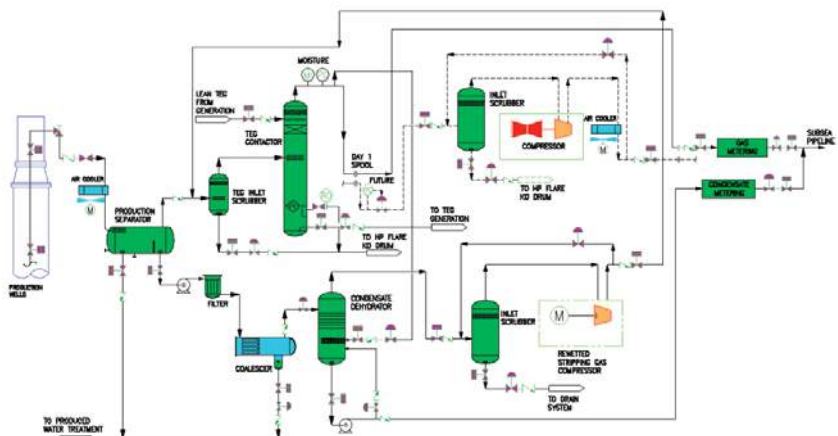 MOISTURE
LEAN TEG
FROM
GENERATION
TEG
CONTACTOR
INLET
SCRUBBER
COMPRESSOR
AIR COOLER
M
SUBSEA
PIPELINE
GAS
METERING
CONDENSATE
METERING
DAY 1
SPOOL
FUTURE
AIR COOLER
M
PRODUCTION
SEPARATOR
TEG INLET
SCRUBBER
TO HP FLARE
KO DRUM
TO TEG
GENERATION
TO HP FLARE
KO DRUM
PRODUCTION
WELLS
FILTER
CONDENSATE
DEHYDRATOR
INLET
SCRUBBER
M
COALESCER
REWETTED
STRIPPING GAS
COMPRESSOR
TO DRAIN
SYSTEM
TO PRODUCED
WATER TREATMENT